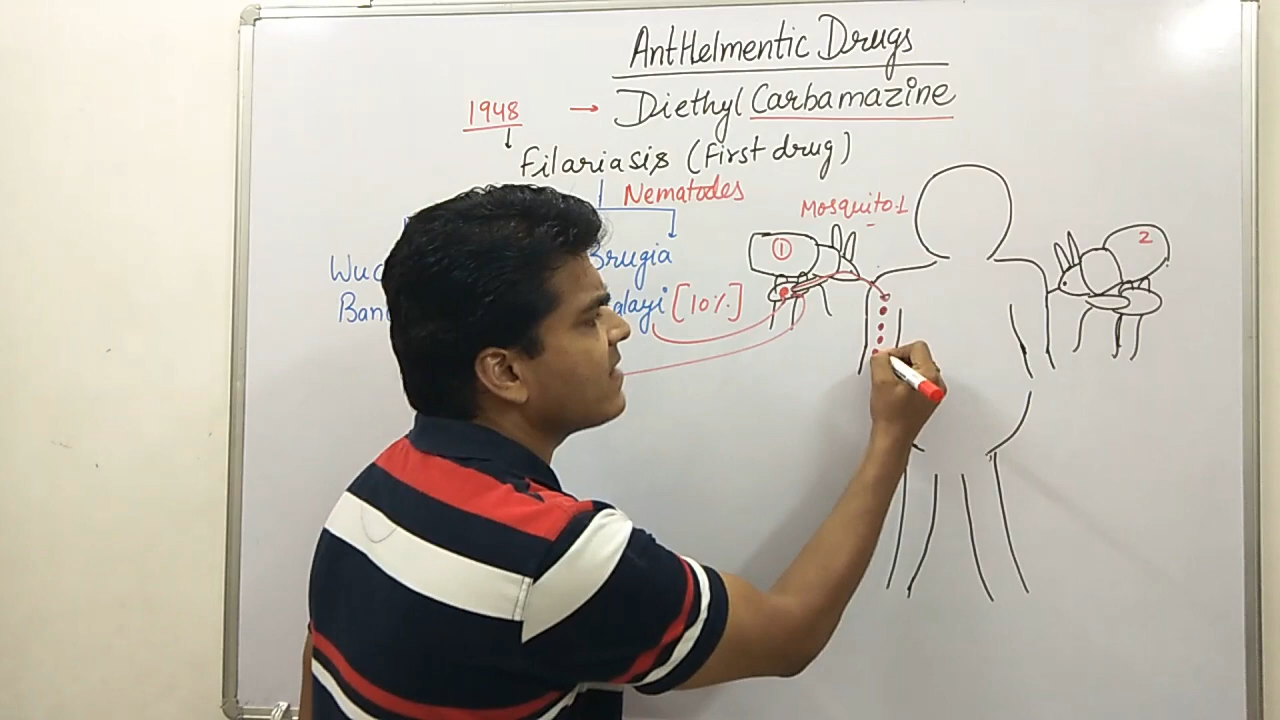 AntHelmentic Drugs
1948 → Diethyl Carbamazine
Filariasis (First drug)
Nematodes
Mosquito-1
Brugia
[10%]
1
2